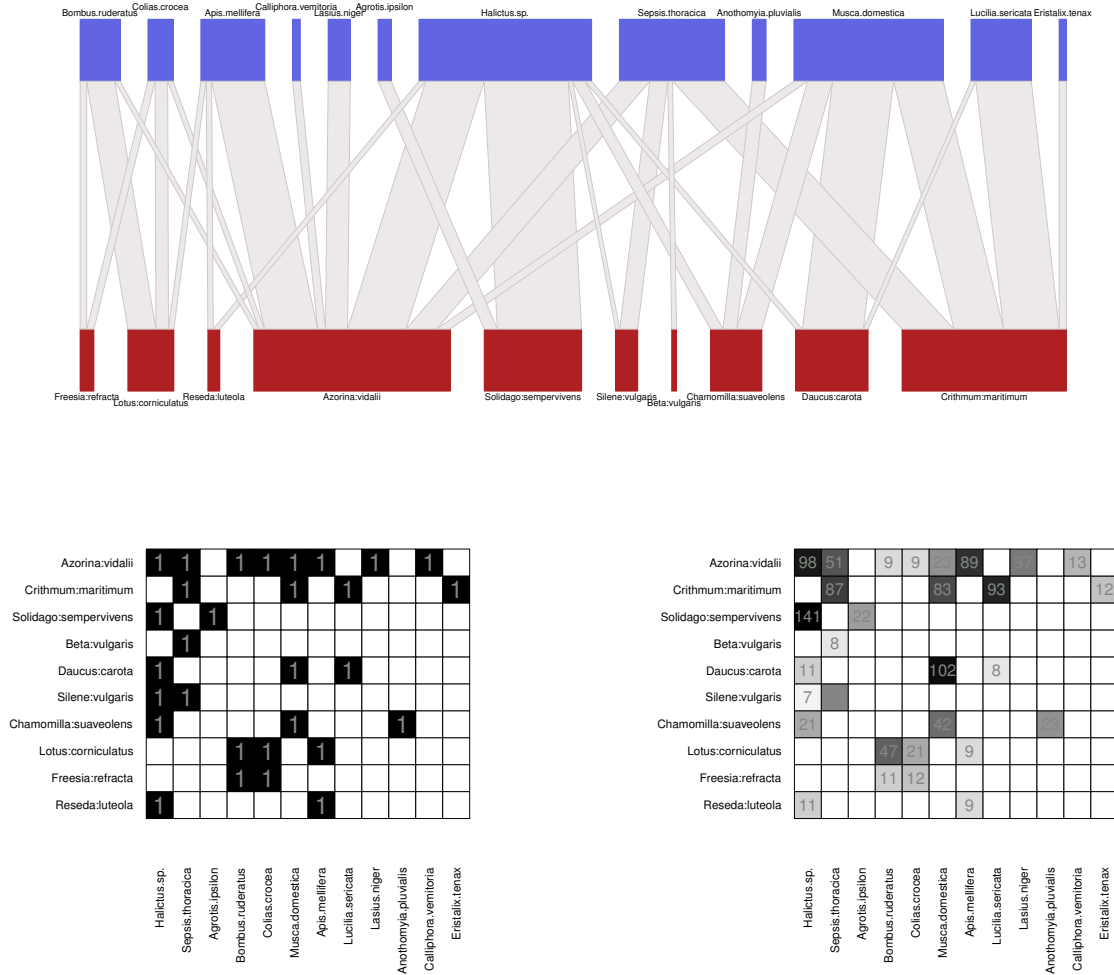 Colias.crocea Calliphora.vemitoria Agrotis.ipsilon
Bombus.ruderatus Apis.mellifera Lasius.niger Halictus.sp. Sepsis.thoracica Anothomyia.pluvialis Musca.domestica Lucilia.sericata Eristalix.tenax
Freesia:refracta Reseda:luteola Azorina:vidalii Solidago:sempervivens Silene:vulgaris Chamomilla:suaveolens Daucus:carota Crithmum:maritimum
Lotus:corniculatus Beta:vulgaris
Azorina:vidalii 1 1 1 1 1 1 1 1
Crithmum:maritimum 1 1 1 1
Solidago:sempervivens 1 1
Beta:vulgaris 1
Daucus:carota 1 1 1
Silene:vulgaris 1 1
Chamomilla:suaveolens 1 1 1
Lotus:corniculatus 1 1 1
Freesia:refracta 1 1
Reseda:luteola 1 1
Halictus.sp.
Sepsis.thoracica
Agrotis.ipsilon
Bombus.ruderatus
Colias.crocea
Musca.domestica
Apis.mellifera
Lucilia.sericata
Lasius.niger
Anothomyia.pluvialis
Calliphora.vemitoria
Eristalix.tenax
Azorina:vidalii 98 51 9 9 23 89 37 13
Crithmum:maritimum 87 83 93 12
Solidago:sempervivens 141 22
Beta:vulgaris 8
Daucus:carota 11 102 8
Silene:vulgaris 7
Chamomilla:suaveolens 21 42 23
Lotus:corniculatus 47 21 9
Freesia:refracta 11 12
Reseda:luteola 11 9
Halictus.sp.
Sepsis.thoracica
Agrotis.ipsilon
Bombus.ruderatus
Colias.crocea
Musca.domestica
Apis.mellifera
Lucilia.sericata
Lasius.niger
Anothomyia.pluvialis
Calliphora.vemitoria
Eristalix.tenax